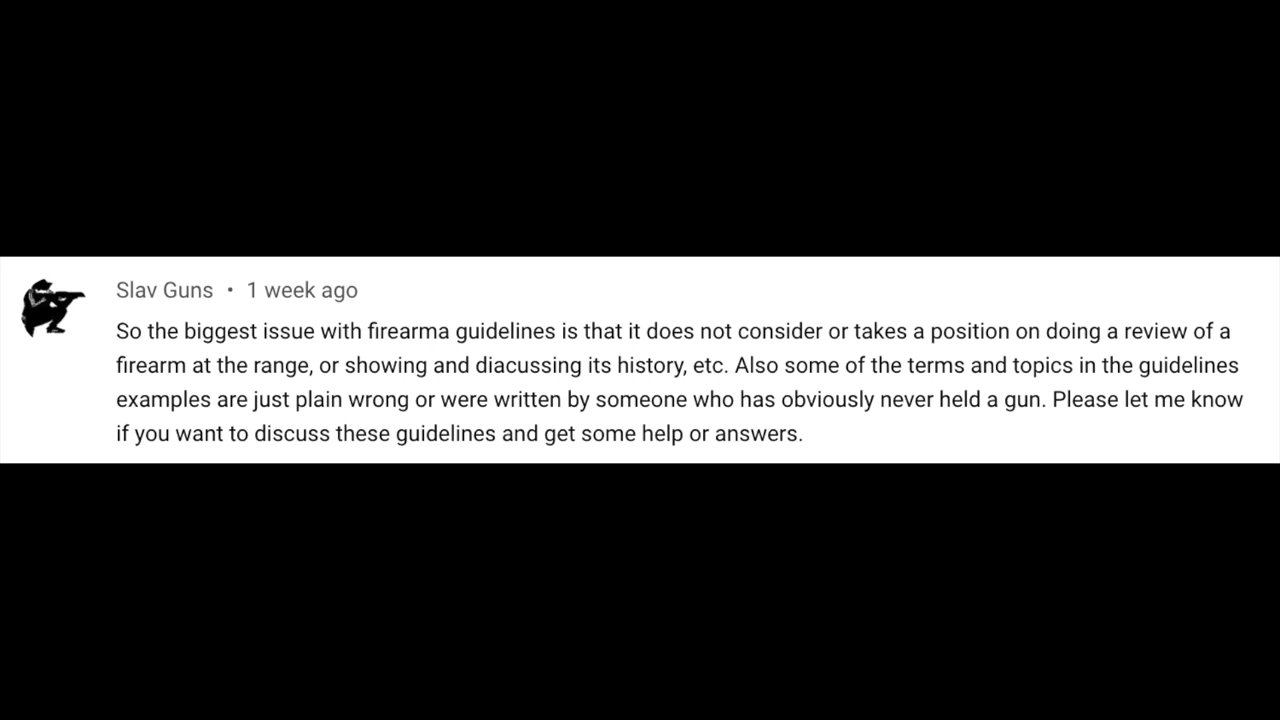 Slav Guns • 1 week ago
So the biggest issue with firearma guidelines is that it does not consider or takes a position on doing a review of a
firearm at the range, or showing and diacussing its history, etc. Also some of the terms and topics in the guidelines
examples are just plain wrong or were written by someone who has obviously never held a gun. Please let me know
if you want to discuss these guidelines and get some help or answers.